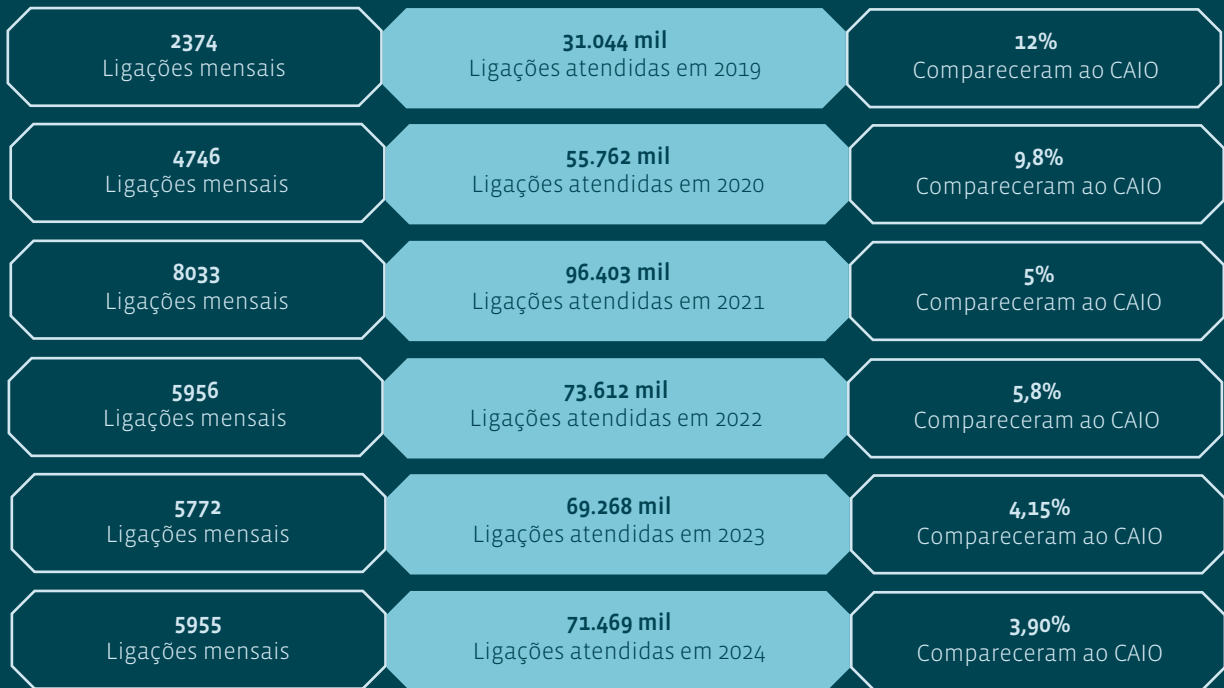 2374
Ligações mensais
31.044 mil
Ligações atendidas em 2019
12%
Compareceram ao CAIO
4746
Ligações mensais
55.762 mil
Ligações atendidas em 2020
9,8%
Compareceram ao CAIO
8033
Ligações mensais
96.403 mil
Ligações atendidas em 2021
5%
Compareceram ao CAIO
5956
Ligações mensais
73.612 mil
Ligações atendidas em 2022
5,8%
Compareceram ao CAIO
5772
Ligações mensais
69.268 mil
Ligações atendidas em 2023
4,15%
Compareceram ao CAIO
5955
Ligações mensais
71.469 mil
Ligações atendidas em 2024
3,90%
Compareceram ao CAIO